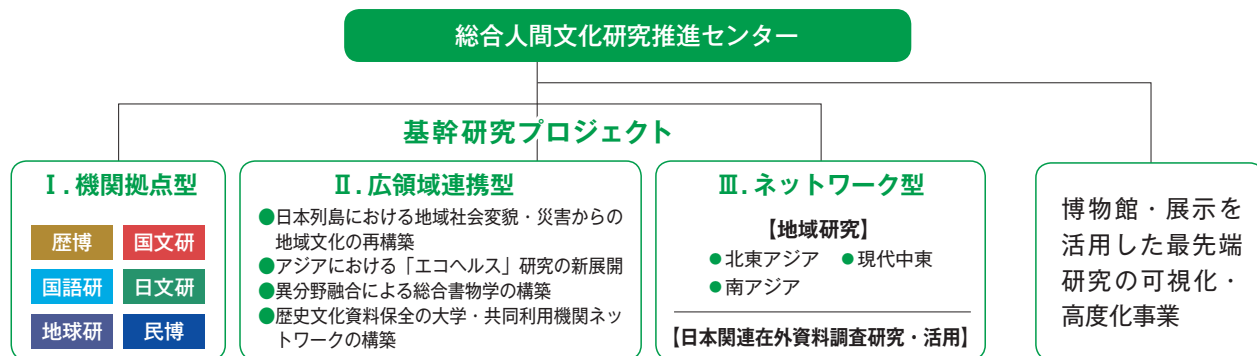 総合人間文化研究推進センター
基幹研究プロジェクト
Ⅰ. 機関拠点型
歴博
国文研
国語研
日文研
地球研
民博
Ⅱ. 広領域連携型
●日本列島における地域社会変貌・災害からの
地域文化の再構築
●アジアにおける「エコヘルス」研究の新展開
●異分野融合による総合書物学の構築
●歴史文化資料保全の大学・共同利用機関ネッ
トワークの構築
Ⅲ. ネットワーク型
【地域研究】
●北東アジア ●現代中東
●南アジア
【日本関連在外資料調査研究・活用】
博物館・展示を
活用した最先端
研究の可視化・
高度化事業